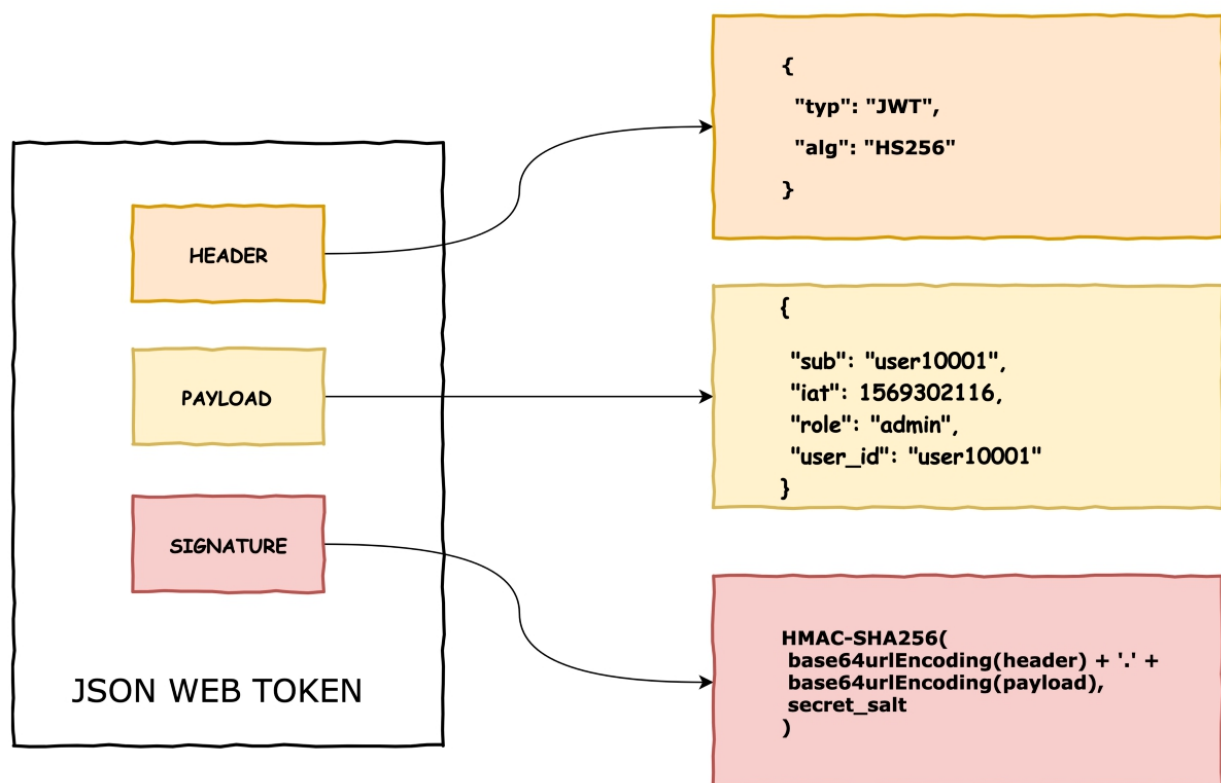 HEADER
PAYLOAD
SIGNATURE
JSON WEB TOKEN
{
"typ": "JWT",
"alg": "HS256"
}
{
"sub": "user10001",
"iat": 1569302116,
"role": "admin",
"user_id": "user10001"
}
HMAC-SHA256(
base64urlEncoding(header) + '.' +
base64urlEncoding(payload),
secret_salt
)